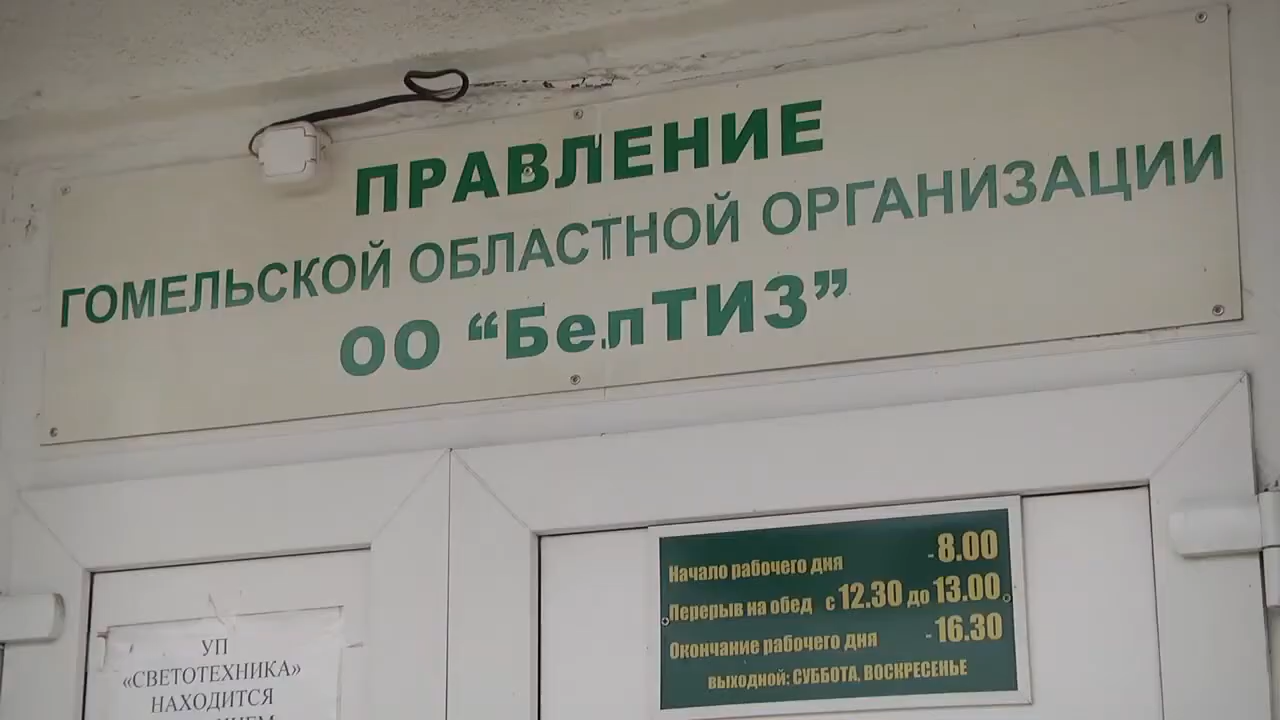 ПРАВЛЕНИЕ
ГОМЕЛЬСКОЙ ОБЛАСТНОЙ ОРГАНИЗАЦИИ
ОО “БелТИЗ”
Начало рабочего дня - 8.00
Перерыв на обед с 12.30 до 13.00
Окончание рабочего дня - 16.30
ВЫХОДНОЙ: СУББОТА, ВОСКРЕСЕНЬЕ
УП
«СВЕТОТЕХНИКА»
НАХОДИТСЯ